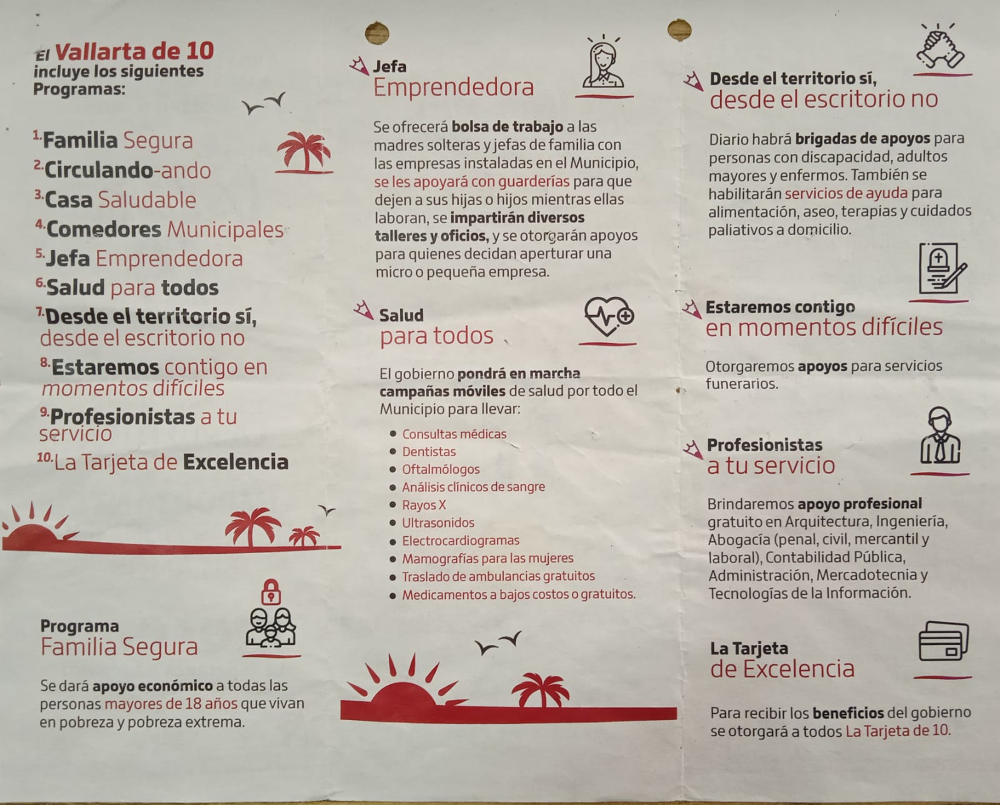 El Vallarta de 10
incluye los siguientes
Programas:
1.Familia Segura
2.Circulando-ando
3.Casa Saludable
4.Comedores Municipales
5.Jefa Emprendedora
6.Salud para todos
7.Desde el territorio sí,
desde el escritorio no
8.Estaremos contigo en
momentos difíciles
9.Profesionistas a tu
servicio
10.La Tarjeta de Excelencia
Programa
Familia Segura
Se dará apoyo económico a todas las
personas mayores de 18 años que vivan
en pobreza y pobreza extrema.
Jefa
Emprendedora
Se ofrecerá bolsa de trabajo a las
madres solteras y jefas de familia con
las empresas instaladas en el Municipio,
se les apoyará con guarderías para que
dejen a sus hijas o hijos mientras ellas
laboran, se impartirán diversos
talleres y oficios, y se otorgarán apoyos
para quienes decidan aperturar una
micro o pequeña empresa.
Salud
para todos
El gobierno pondrá en marcha
campañas móviles de salud por todo el
Municipio para llevar:
• Consultas médicas
• Dentistas
• Oftalmólogos
• Análisis clínicos de sangre
• Rayos X
• Ultrasonidos
• Electrocardiogramas
• Mamografías para las mujeres
• Traslado de ambulancias gratuitos
• Medicamentos a bajos costos o gratuitos.
Desde el territorio sí,
desde el escritorio no
Diario habrá brigadas de apoyos para
personas con discapacidad, adultos
mayores y enfermos. También se
habilitarán servicios de ayuda para
alimentación, aseo, terapias y cuidados
paliativos a domicilio.
Estaremos contigo
en momentos difíciles
Otorgaremos apoyos para servicios
funerarios.
Profesionistas
a tu servicio
Brindaremos apoyo profesional
gratuito en Arquitectura, Ingeniería,
Abogacía (penal, civil, mercantil y
laboral), Contabilidad Pública,
Administración, Mercadotecnia y
Tecnologías de la Información.
La Tarjeta
de Excelencia
Para recibir los beneficios del gobierno
se otorgará a todos La Tarjeta de 10.